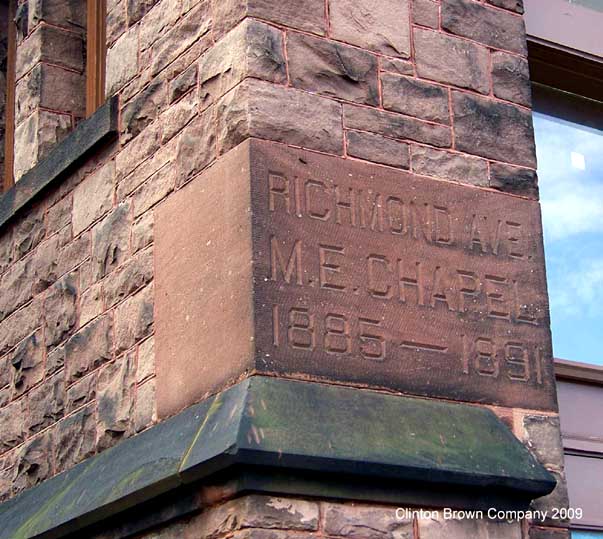 RICHMOND AVE.
M.E. CHAPEL
1885 — 1891
Clinton Brown Company 2009